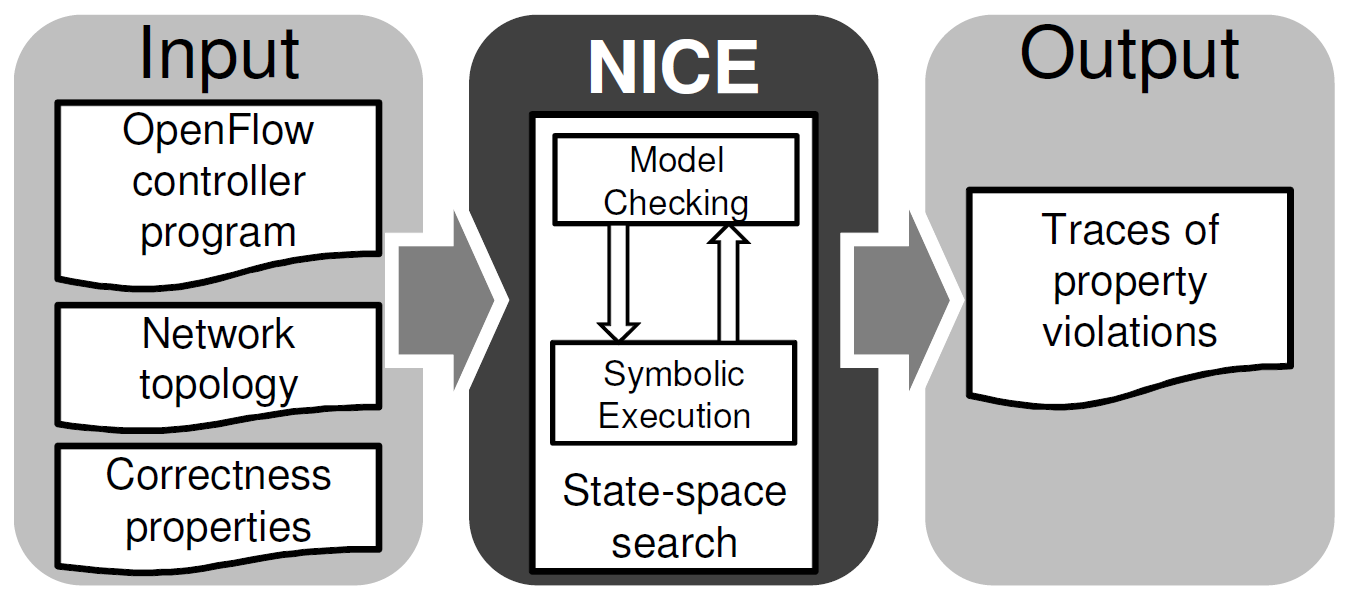 Input
OpenFlow
controller
program
Network
topology
Correctness
properties
NICE
Model
Checking
Symbolic
Execution
State-space
search
Output
Traces of
property
violations